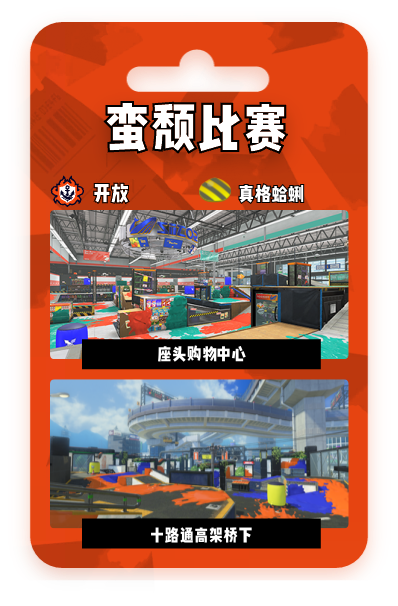 蛮颓比赛
开放
真格蛤蜊
座头购物中心
十路通高架桥下